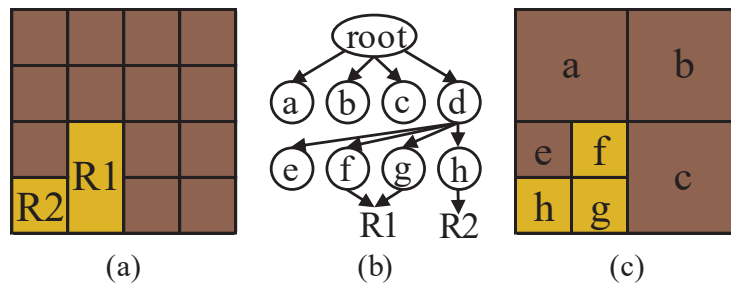 R1
R2
(a)
root
a b c d
e f g h
R1 R2
(b)
a b
e f
c
h g
(c)